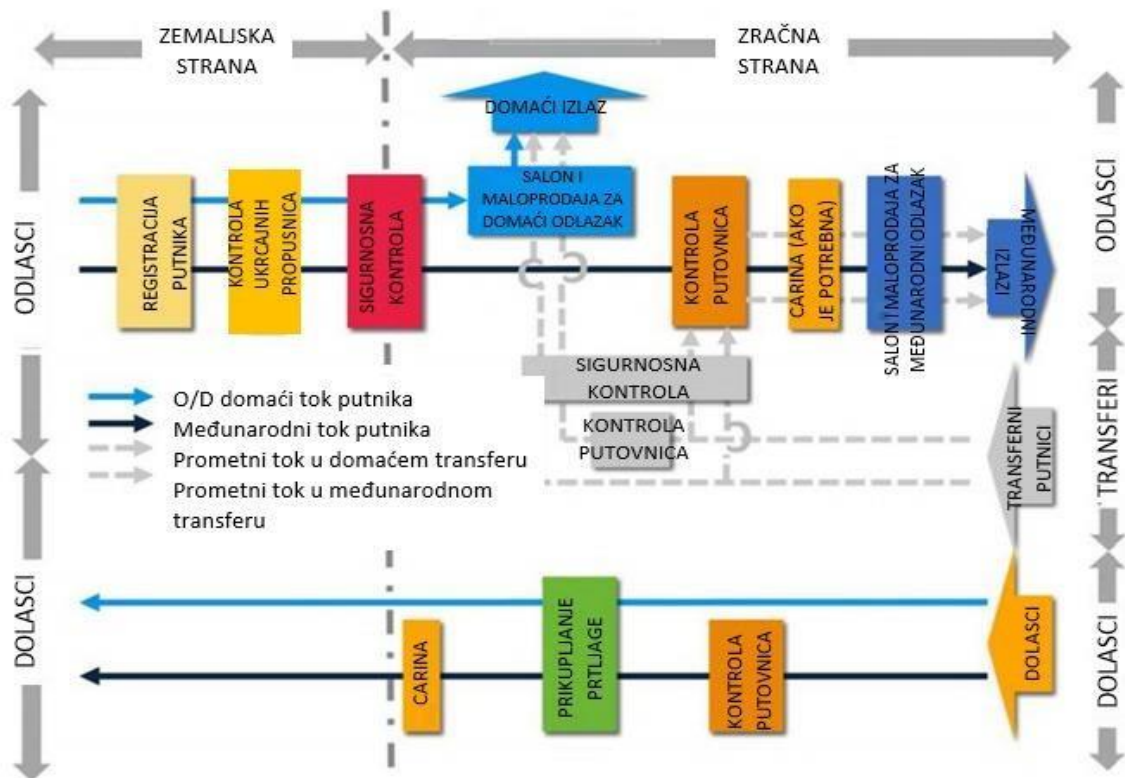 ZEMALJSKA
STRANA
ZRAČNA
STRANA
ODLASCI
DOLASCI
REGISTRACIJA
PUTNIKA
KONTROLA
UKRCAJNIH
PROPUSNICA
SIGURNOSNA
KONTROLA
DOMAĆI IZLAZ
SALON I
MALOPRODAJA ZA
DOMAĆI ODLAZAK
KONTROLA
PUTOVNICA
CARINA (AKO
JE POTREBNA)
SALON I MALOPRODAJA ZA
MEĐUNARODNI ODLAZAK
MEĐUNARODNI
IZLAZI
ODLASCI
TRANSFERI
DOLASCI
SIGURNOSNA
KONTROLA
KONTROLA
PUTOVNICA
TRANSFERNI
PUTNICI
O/D domaći tok putnika
Međunarodni tok putnika
Prometni tok u domaćem transferu
Prometni tok u međunarodnom
transferu
CARINA
PRIKUPLJANJE
PRTLJAGE
KONTROLA
PUTOVNICA
DOLASCI